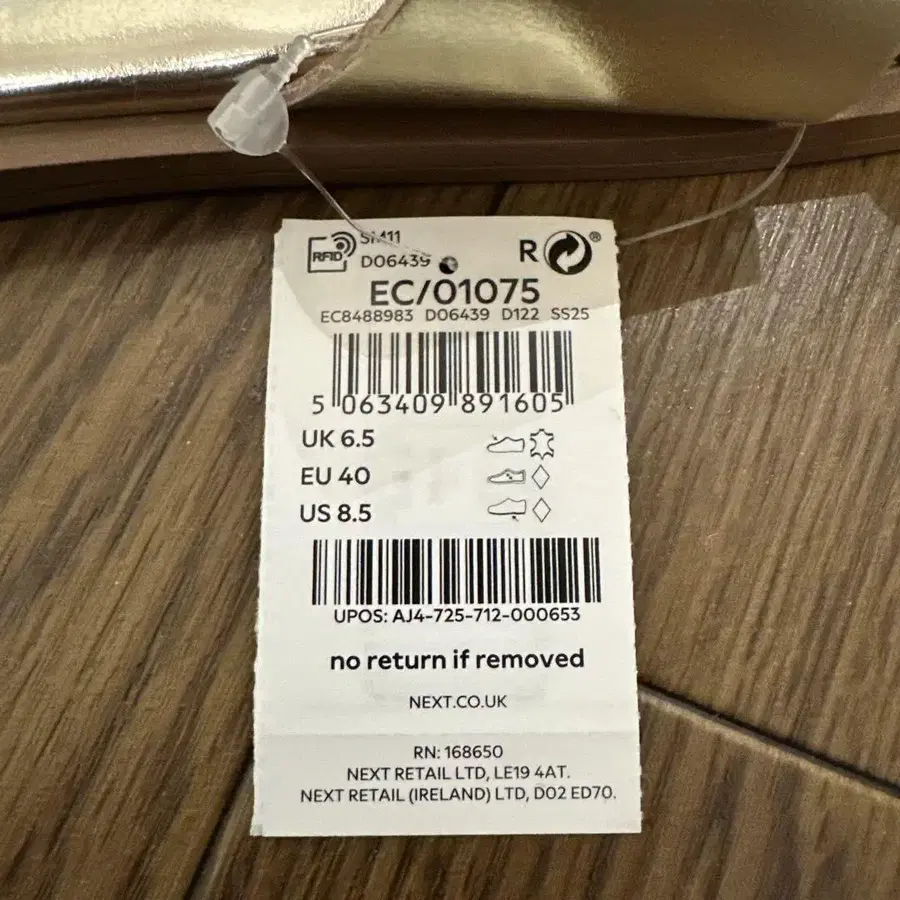 RFID
SM11
D06439
R
®
EC/01075
EC8488983 D06439 D122 SS25
5 063409 891605
UK 6.5
EU 40
US 8.5
UPOS: AJ4-725-712-000653
no return if removed
NEXT.CO.UK
RN: 168650
NEXT RETAIL LTD, LE19 4AT.
NEXT RETAIL (IRELAND) LTD, D02 ED70.